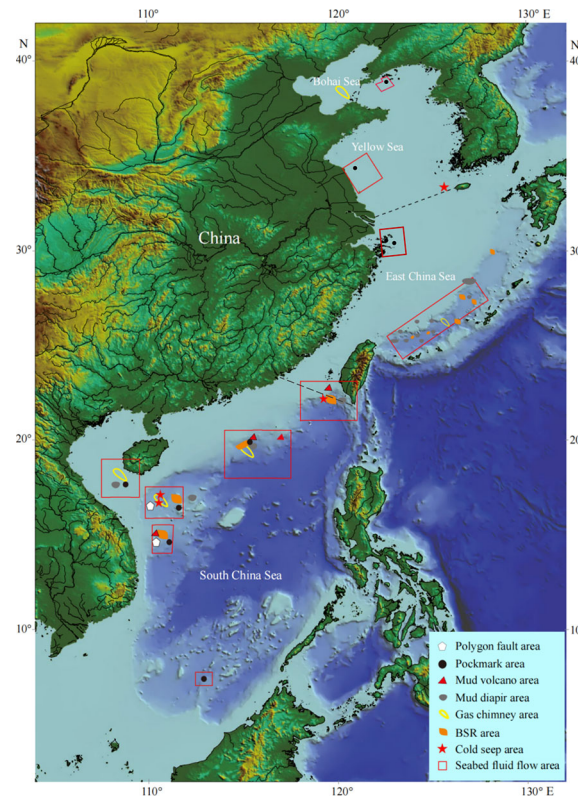 110° 120° 130° E
N N
40° 40°
Bohai Sea
Yellow Sea
China
30° 30°
East China Sea
20° 20°
South China Sea
10° 10°
Polygon fault area
Pockmark area
Mud volcano area
Mud diapir area
Gas chimney area
BSR area
Cold seep area
Seabed fluid flow area
110° 120° 130° E